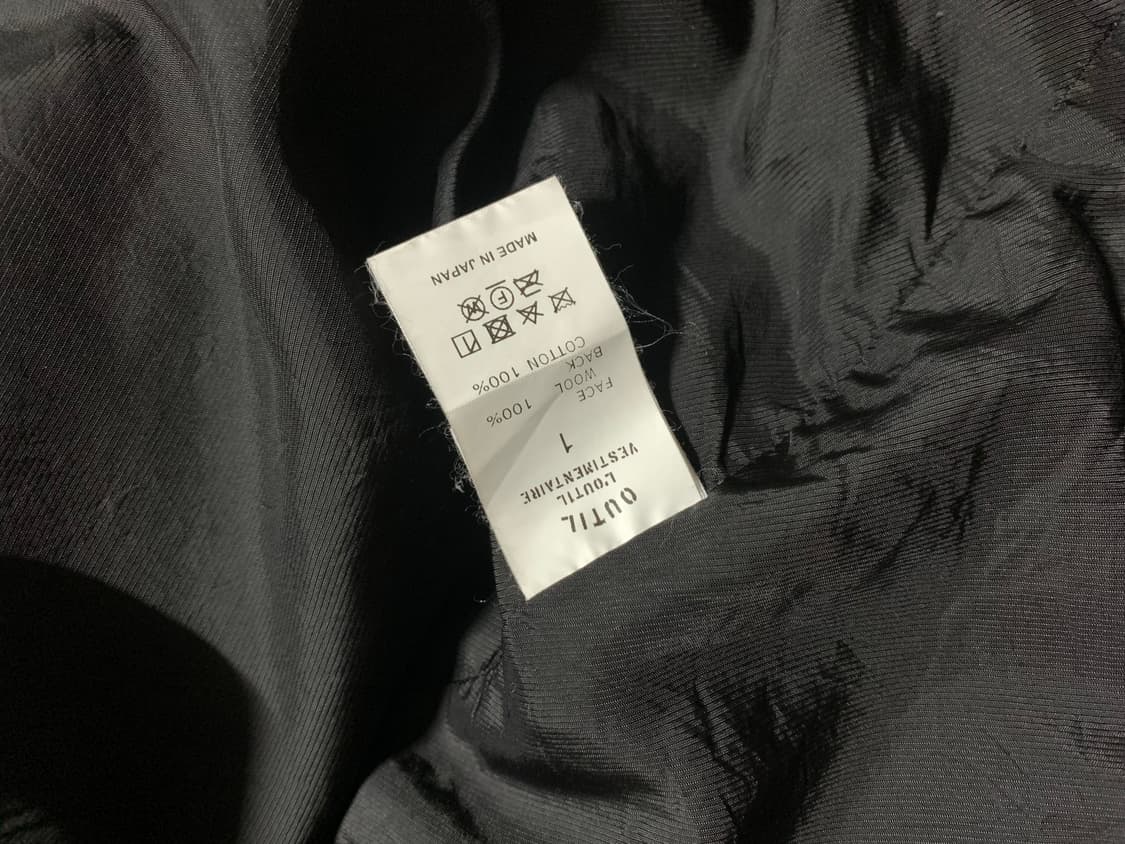 OUTIL
L'OUTIL
VESTIMENTAIRE
1
FACE
WOOL 100%
BACK
COTTON 100%
F
W
MADE IN JAPAN